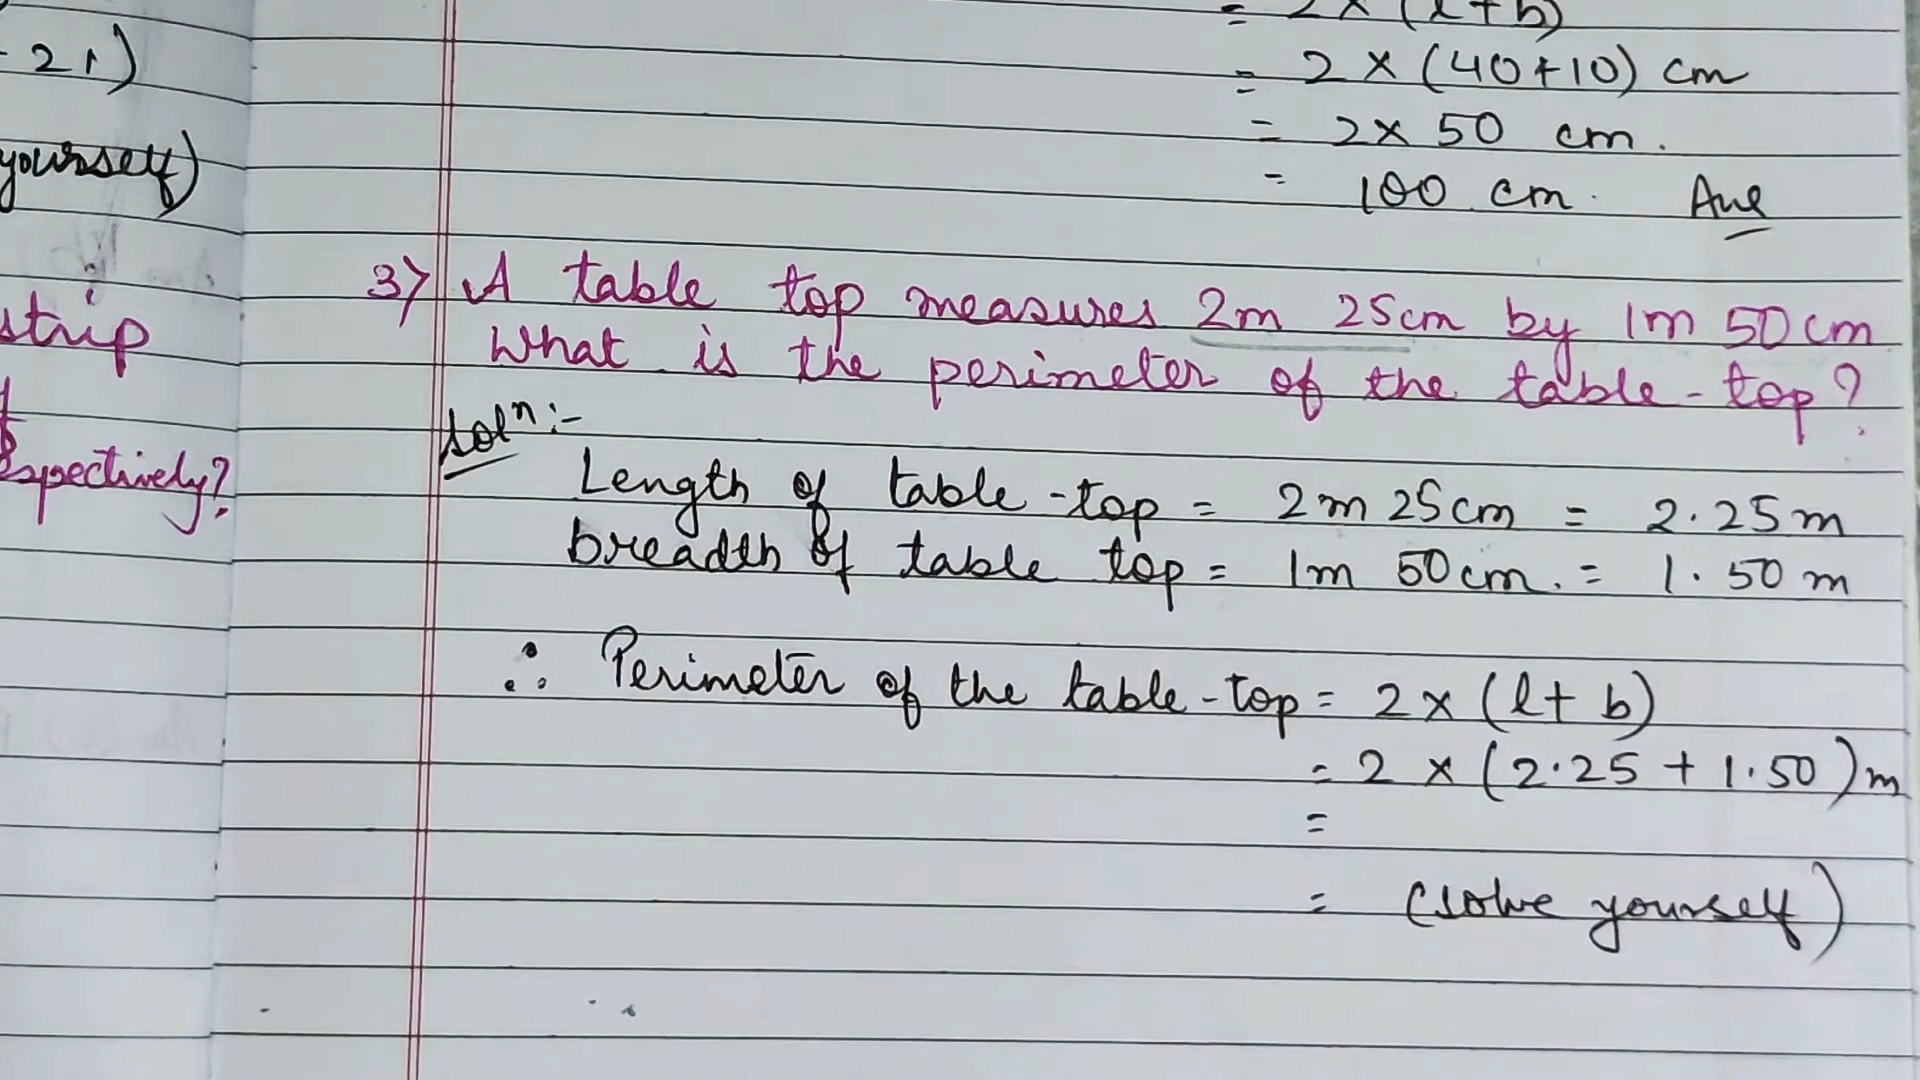 - 21)
yourself)
strip
espectively?
= 2 × (l + b)
= 2 × (40+10) cm
= 2 × 50 cm.
= 100 cm. Ans
3) A table top measures 2m 25cm by 1m 50cm
What is the perimeter of the table-top?
Solⁿ:-
Length of table-top = 2m 25cm = 2.25m
breadth of table top = 1m 50cm. = 1.50 m
∴ Perimeter of the table-top = 2 × (l + b)
= 2 × (2.25 + 1.50)m
=
= (solve yourself)